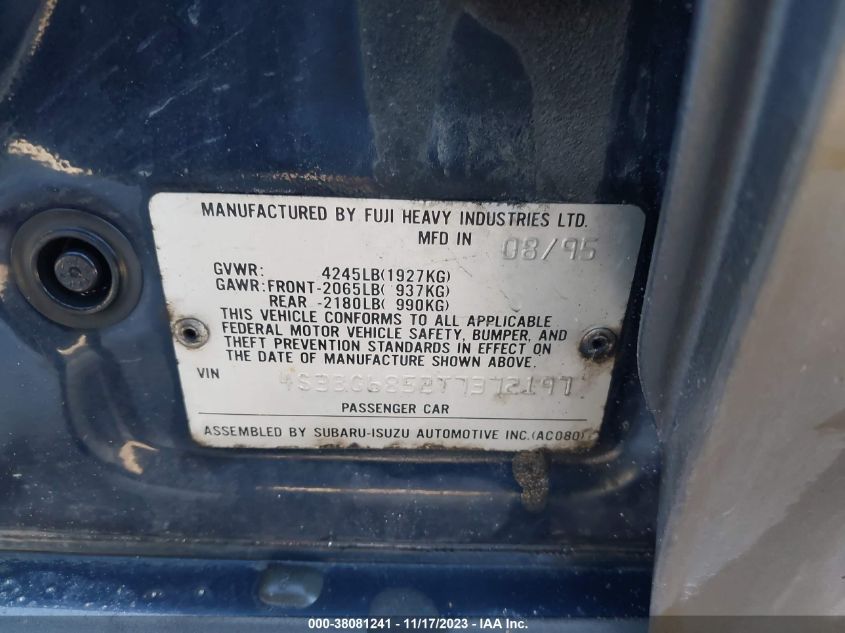 MANUFACTURED BY FUJI HEAVY INDUSTRIES LTD.
MFD IN 08/95
GVWR: 4245LB(1927KG)
GAWR:FRONT-2065LB( 937KG)
REAR -2180LB( 990KG)
THIS VEHICLE CONFORMS TO ALL APPLICABLE
FEDERAL MOTOR VEHICLE SAFETY, BUMPER, AND
THEFT PREVENTION STANDARDS IN EFFECT ON
THE DATE OF MANUFACTURE SHOWN ABOVE.
VIN 4S3BG6852T7372197
PASSENGER CAR
ASSEMBLED BY SUBARU-ISUZU AUTOMOTIVE INC.(AC080)
000-38081241 - 11/17/2023 - IAA Inc.